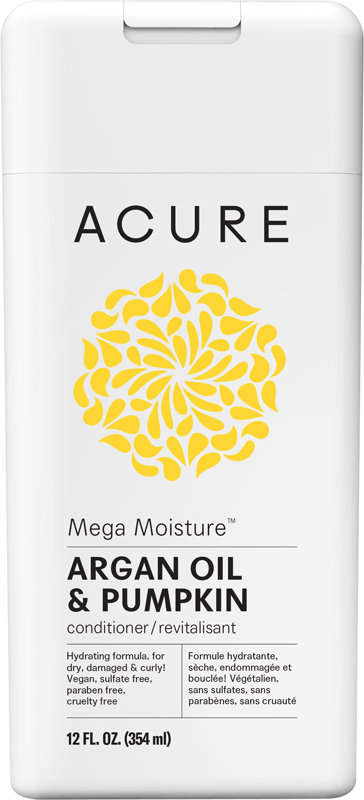 ACURE
Mega Moisture™
ARGAN OIL
& PUMPKIN
conditioner/revitalisant
Hydrating formula, for
dry, damaged & curly!
Vegan, sulfate free,
paraben free,
cruelty free
Formule hydratante,
sèche, endommagée et
bouclée! Végétalien,
sans sulfates, sans
parabènes, sans cruauté
12 FL. OZ. (354 ml)